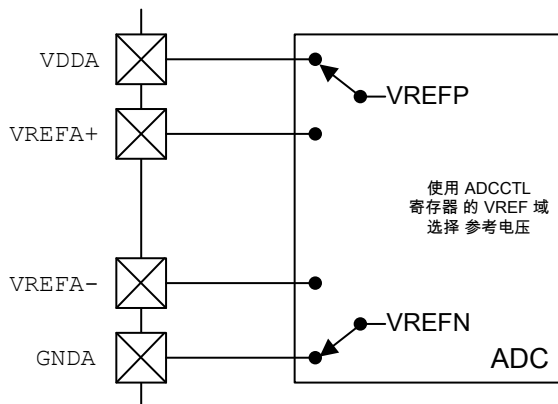 VDDA
VREFP
VREFA+
使用 ADCCTL
寄存器 的 VREF 域
选择 参考电压
VREFA-
VREFN
GNDA
ADC